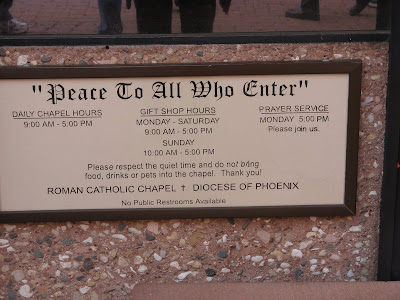 "Peace To All Who Enter"
DAILY CHAPEL HOURS
9:00 AM - 5:00 PM
GIFT SHOP HOURS
MONDAY - SATURDAY
9:00 AM - 5:00 PM
SUNDAY
10:00 AM - 5:00 PM
PRAYER SERVICE
MONDAY 5:00 PM
Please join us.
Please respect the quiet time and do not bring
food, drinks or pets into the chapel. Thank you!
ROMAN CATHOLIC CHAPEL ✝ DIOCESE OF PHOENIX
No Public Restrooms Available